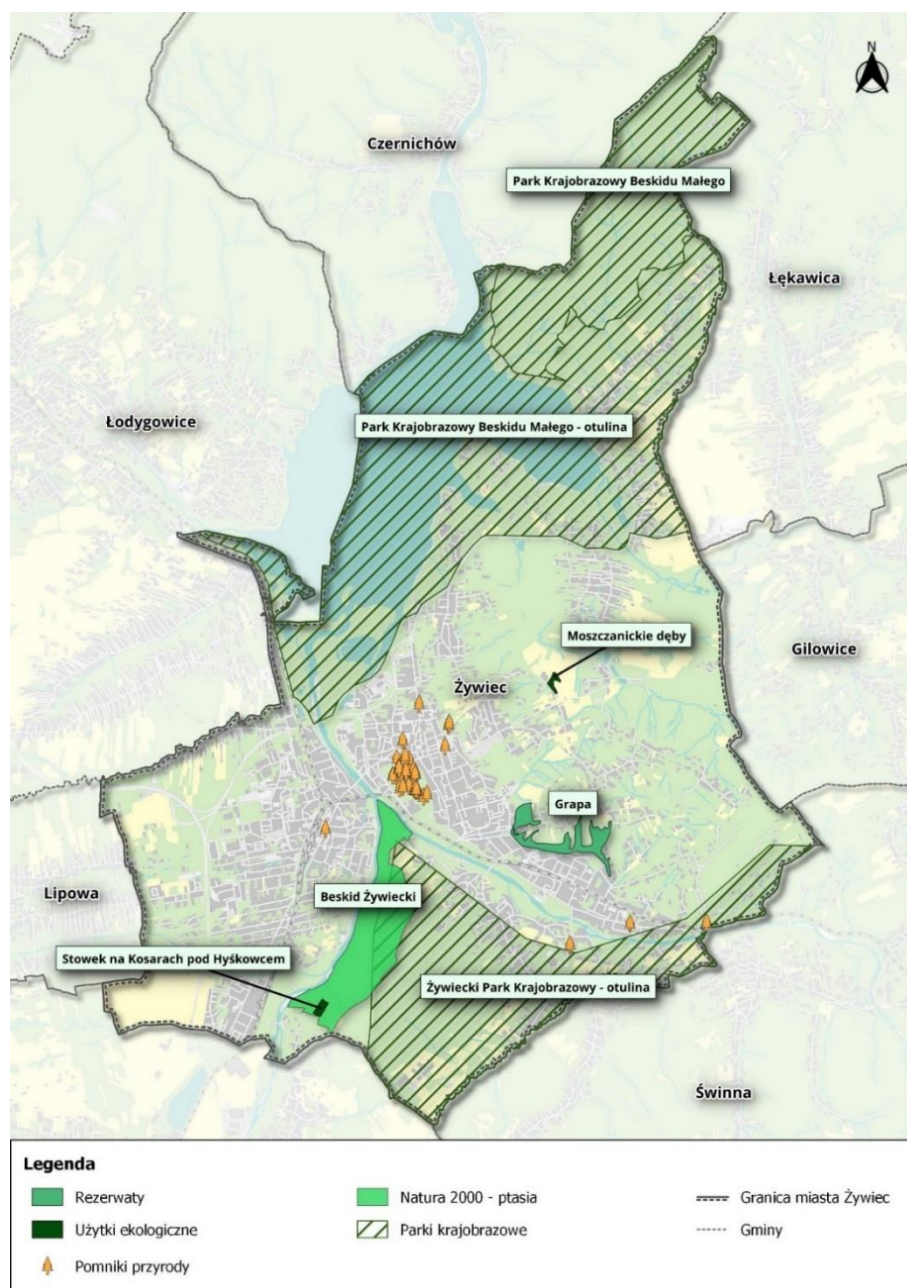 N
Czernichów
Park Krajobrazowy Beskidu Małego
Łękawica
Łodygowice
Park Krajobrazowy Beskidu Małego - otulina
Moszczanickie dęby
Gilowice
Żywiec
Grapa
Lipowa
Beskid Żywiecki
Stowek na Kosarach pod Hyśkowcem
Żywiecki Park Krajobrazowy - otulina
Świnna
Legenda
Rezerwaty
Natura 2000 - ptasia
Granica miasta Żywiec
Użytki ekologiczne
Parki krajobrazowe
Gminy
Pomniki przyrody